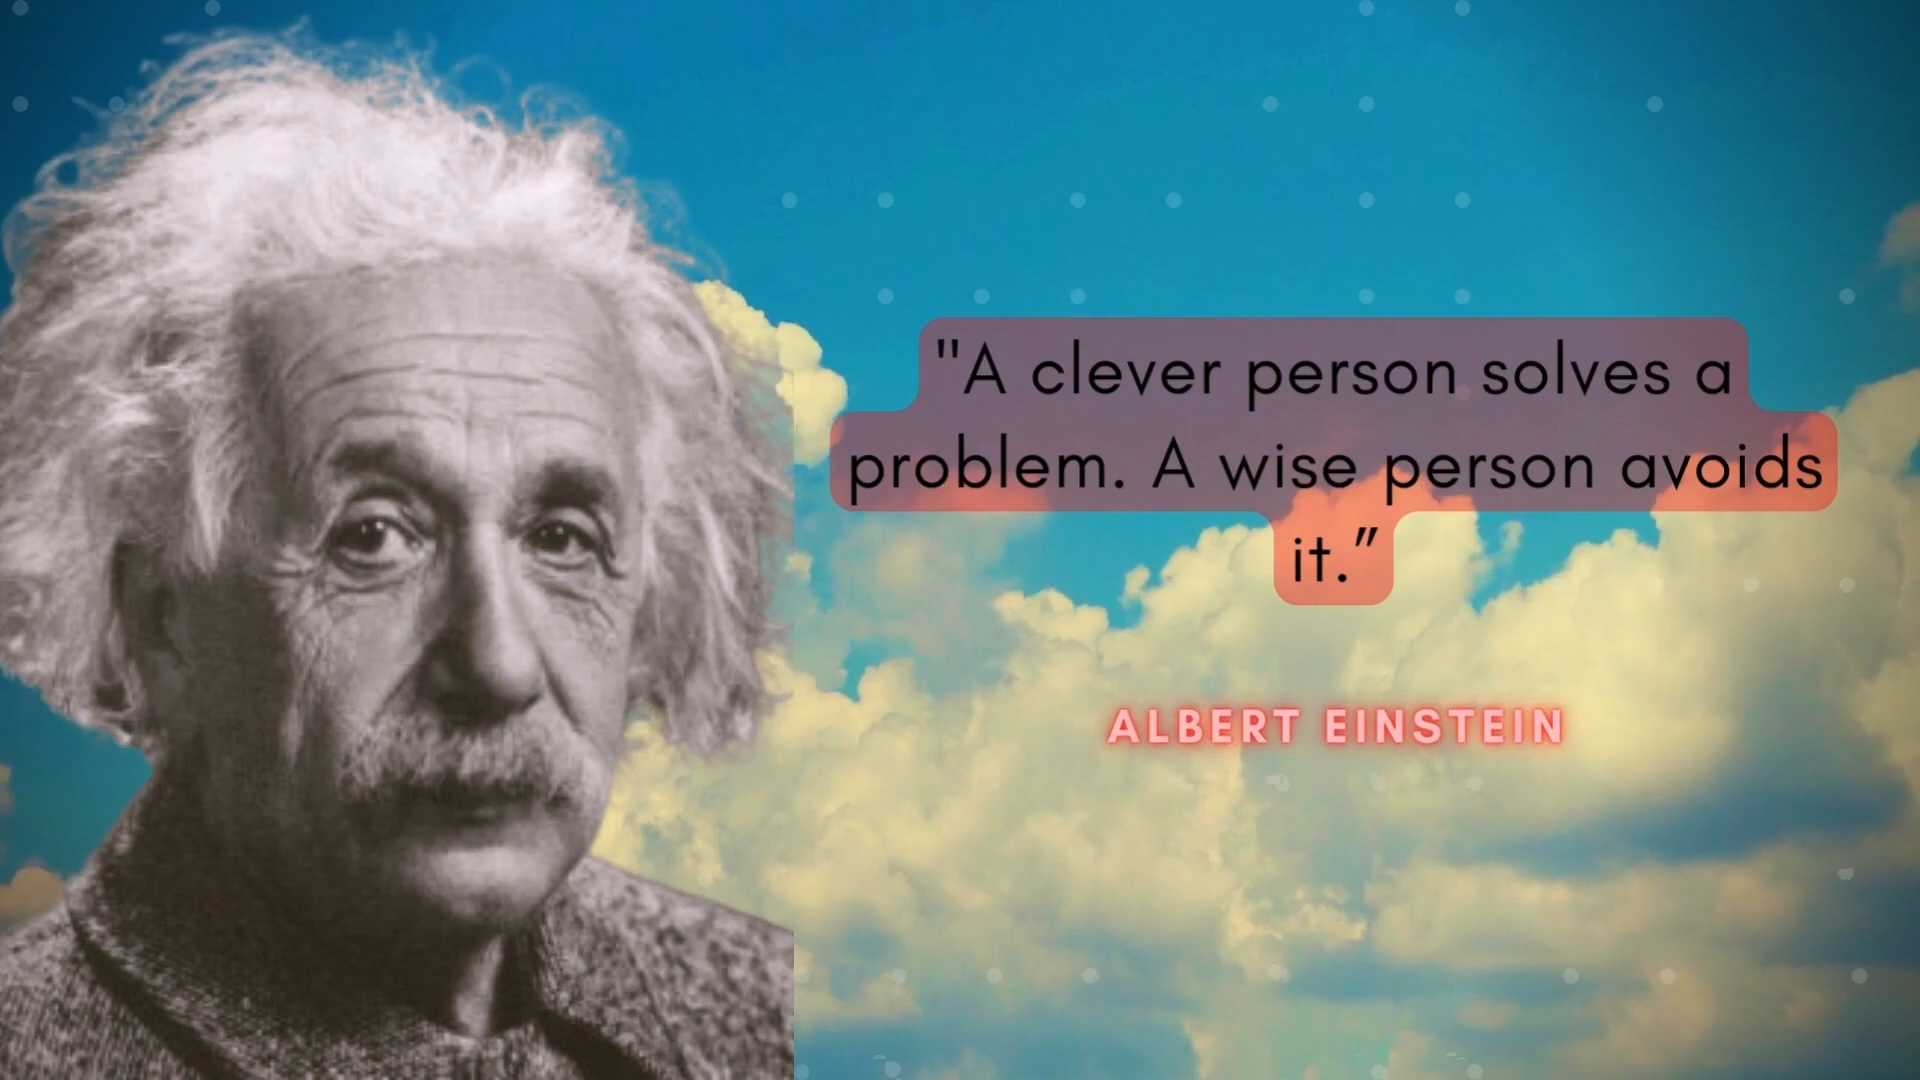 "A clever person solves a
problem. A wise person avoids
it.”
ALBERT EINSTEIN